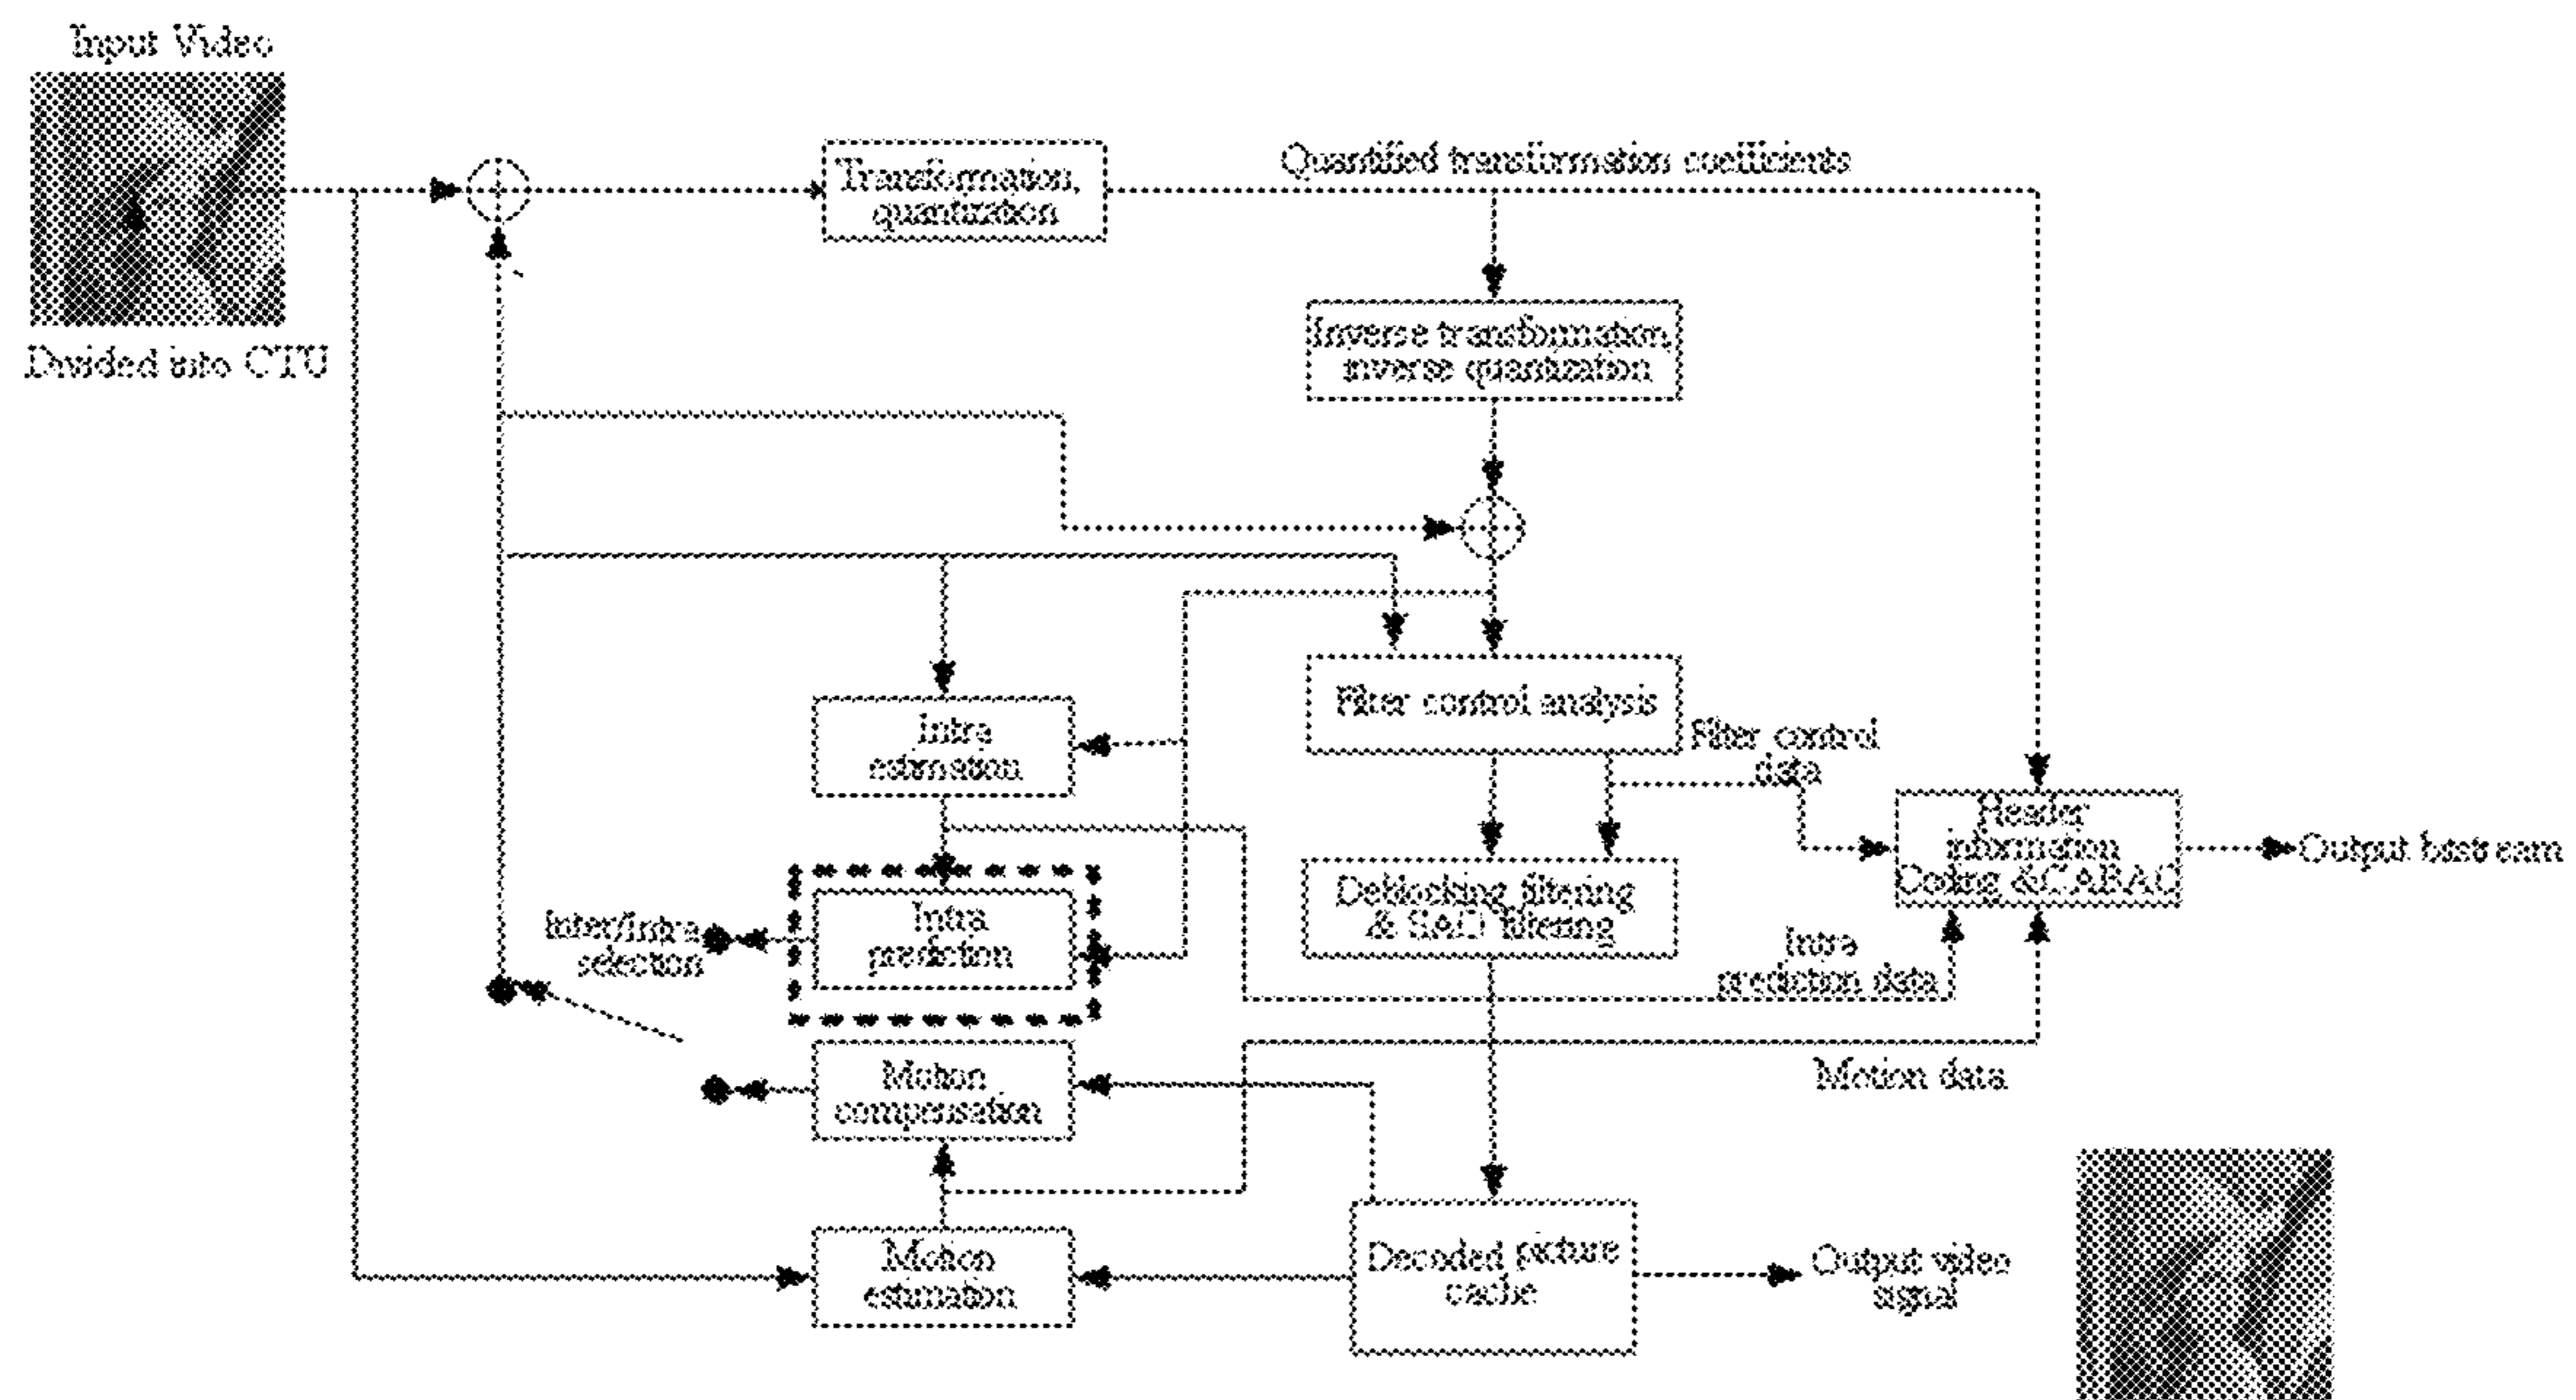 Input Video
Divided into CTU
Transformation,
quantization
Quantified transformation coefficients
Inverse transformation,
inverse quantization
Filter control analysis
Filter control
data
Intra
estimation
Header
information
Coding &CABAC
Output bitstream
Deblocking filtering
& SAO filtering
Inter/Intra
selection
Intra
prediction
Intra
prediction data
Motion
compensation
Motion data
Motion
estimation
Decoded picture
cache
Output video
signal